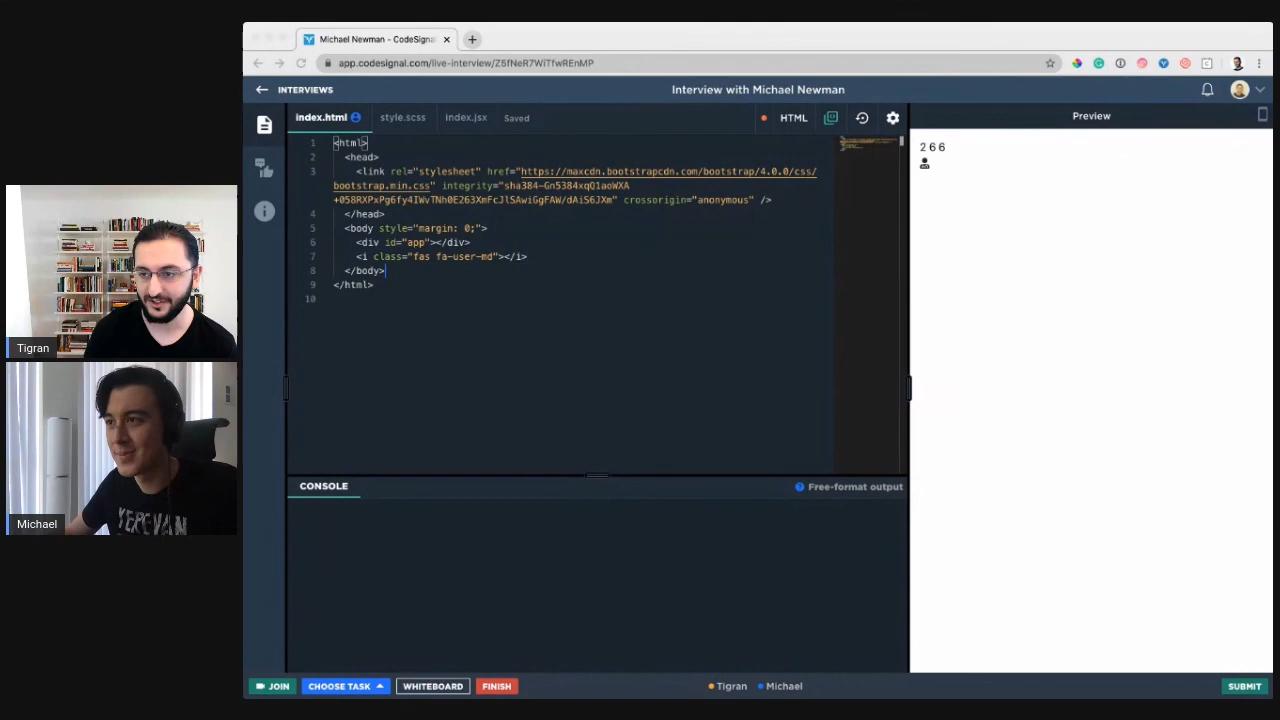 Michael Newman - CodeSignal
app.codesignal.com/live-interview/Z5fNeR7WiTfwREnMP
INTERVIEWS
Interview with Michael Newman
index.html
style.scss
index.jsx
Saved
HTML
Preview
1 <html>
2 <head>
3 <link rel="stylesheet" href="https://maxcdn.bootstrapcdn.com/bootstrap/4.0.0/css/
bootstrap.min.css" integrity="sha384-Gn5384xqQ1aoWXA
+058RXPxPg6fy4IWvTNh0E263XmFcJlSAwiGgFAW/dAiS6JXm" crossorigin="anonymous" />
4 </head>
5 <body style="margin: 0;">
6 <div id="app"></div>
7 <i class="fas fa-user-md"></i>
8 </body>
9 </html>
10
2 6 6
Tigran
YEREVAN
Michael
CONSOLE
Free-format output
JOIN
CHOOSE TASK
WHITEBOARD
FINISH
Tigran
Michael
SUBMIT